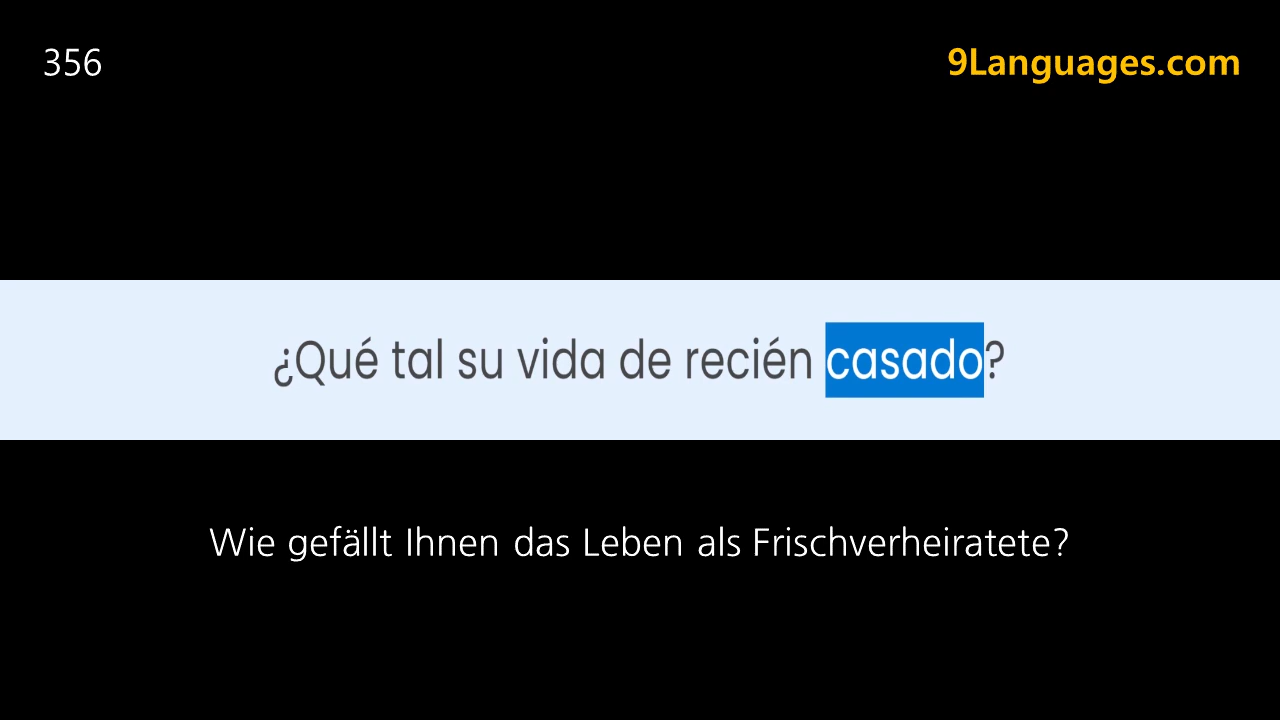 356
9Languages.com
¿Qué tal su vida de recién casado?
Wie gefällt Ihnen das Leben als Frischverheiratete?